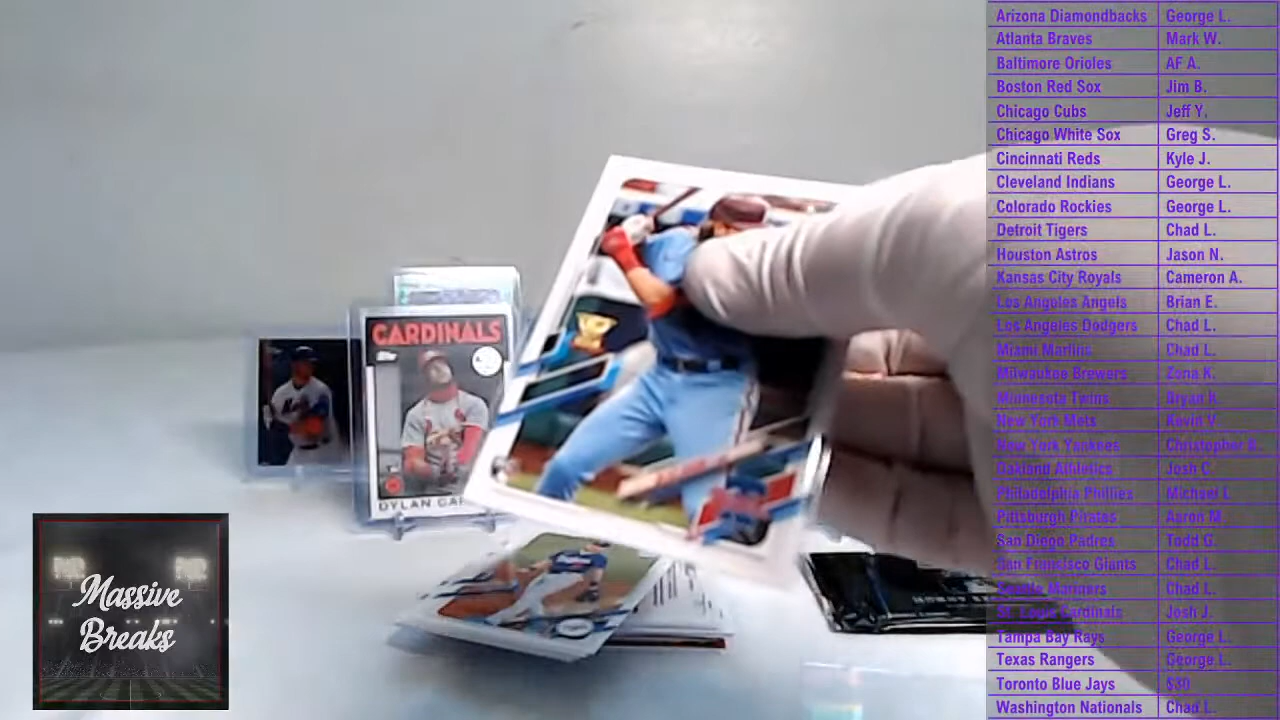 Arizona Diamondbacks George L.
Atlanta Braves Mark W.
Baltimore Orioles AF A.
Boston Red Sox Jim B.
Chicago Cubs Jeff Y.
Chicago White Sox Greg S.
Cincinnati Reds Kyle J.
Cleveland Indians George L.
Colorado Rockies George L.
Detroit Tigers Chad L.
Houston Astros Jason N.
Kansas City Royals Cameron A.
Los Angeles Angels Brian E.
Los Angeles Dodgers Chad L.
Miami Marlins Chad L.
Milwaukee Brewers Zona K.
Minnesota Twins Bryan
New York Mets Kevin V.
New York Yankees Christopher
Oakland Athletics Josh C.
Philadelphia Phillies Michael L
Pittsburgh Pirates Aaron M.
San Diego Padres Todd G.
San Francisco Giants Chad L.
Seattle Mariners Chad L.
St. Louis Cardinals Josh J.
Tampa Bay Rays George L.
Texas Rangers George L.
Toronto Blue Jays $30
Washington Nationals Chad L.
CARDINALS
Topps
DYLAN
Mets
Massive
Breaks